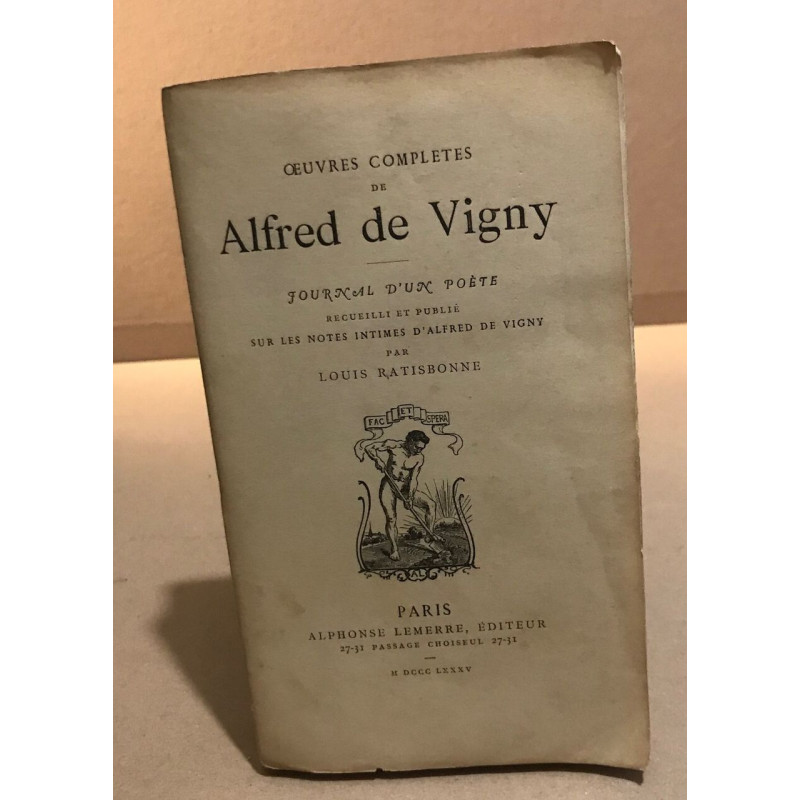 ŒUVRES COMPLETES
DE
Alfred de Vigny
JOURNAL D'UN POÈTE
RECUEILLI ET PUBLIÉ
SUR LES NOTES INTIMES D'ALFRED DE VIGNY
PAR
LOUIS RATISBONNE
FAC ET SPERA
AL
PARIS
ALPHONSE LEMERRE, ÉDITEUR
27-31 PASSAGE CHOISEUL 27-31
M DCCC LXXXV